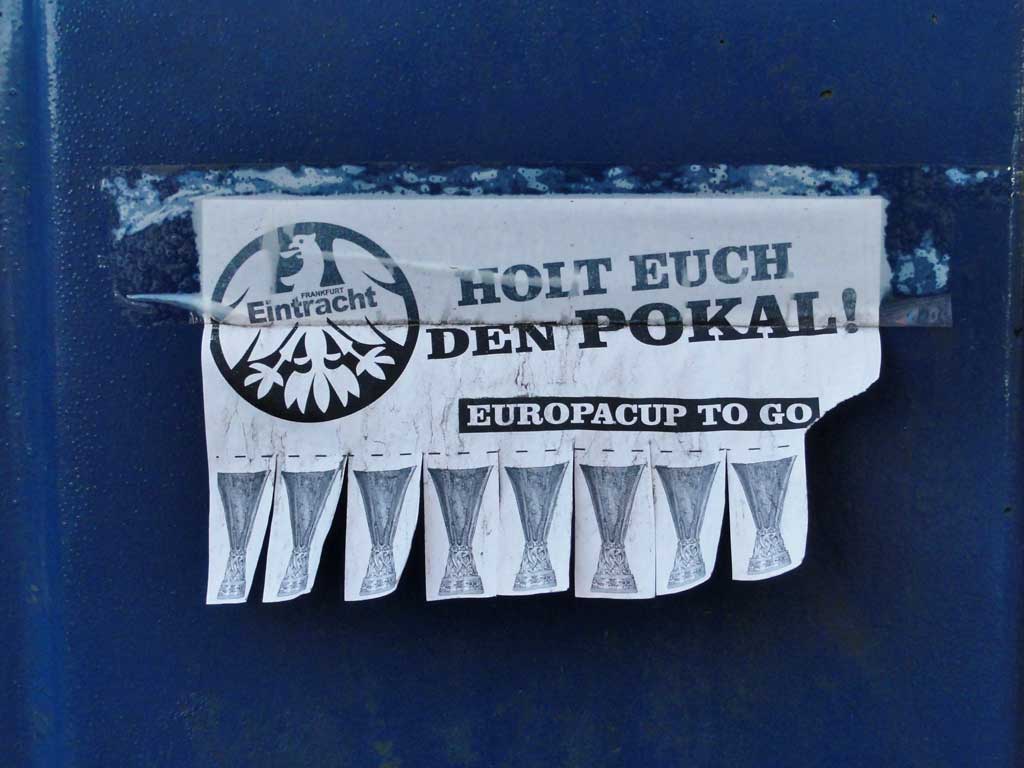 FRANKFURT
Eintracht
HOLT EUCH
DEN POKAL!
EUROPACUP TO GO